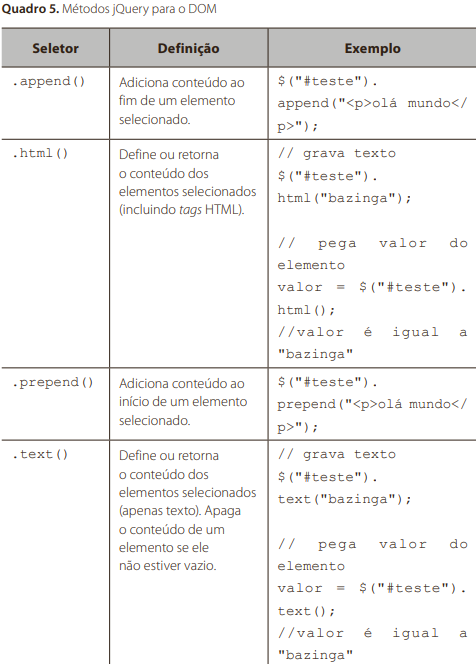 Quadro 5. Métodos jQuery para o DOM
Seletor Definição Exemplo
.append()
Adiciona conteúdo ao
fim de um elemento
selecionado.
$("#teste").
append("<p>olá mundo</
p>");
.html()
Define ou retorna
o conteúdo dos
elementos selecionados
(incluindo tags HTML).
// grava texto
$("#teste").
html("bazinga");
// pega valor do
elemento
valor = $("#teste").
html();
//valor é igual a
"bazinga"
.prepend()
Adiciona conteúdo ao
início de um elemento
selecionado.
$("#teste").
prepend("<p>olá mundo</
p>");
.text()
Define ou retorna
o conteúdo dos
elementos selecionados
(apenas texto). Apaga
o conteúdo de um
elemento se ele
não estiver vazio.
// grava texto
$("#teste").
text("bazinga");
// pega valor do
elemento
valor = $("#teste").
text();
//valor é igual a
"bazinga"